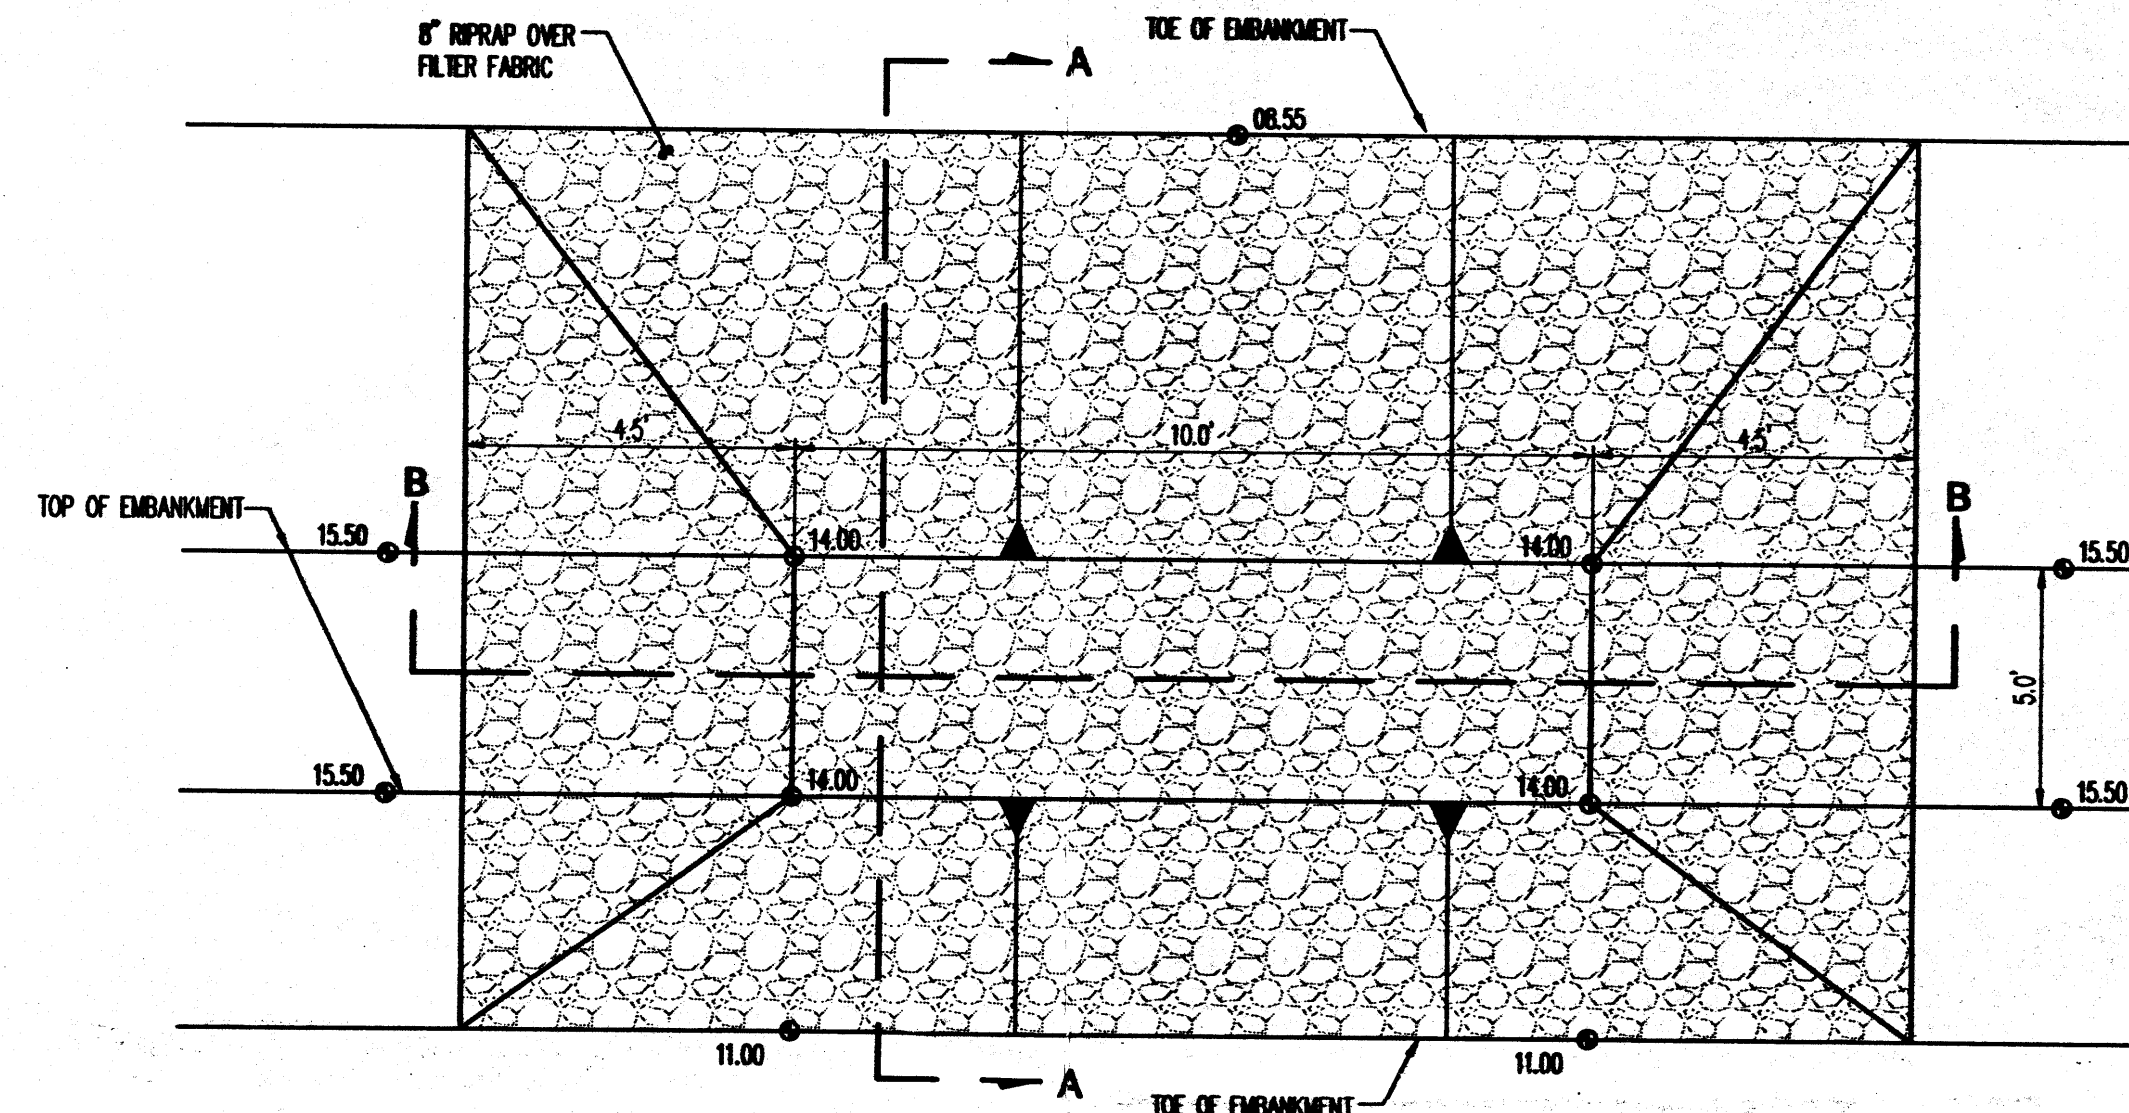 8" RIPRAP OVER
FILTER FABRIC
TOE OF EMBANKMENT
A
08.55
4.5'
10.0'
4.5'
B
B
TOP OF EMBANKMENT
15.50
14.00
14.00
15.50
5.0'
15.50
14.00
14.00
15.50
11.00
11.00
A
TOE OF EMBANKMENT